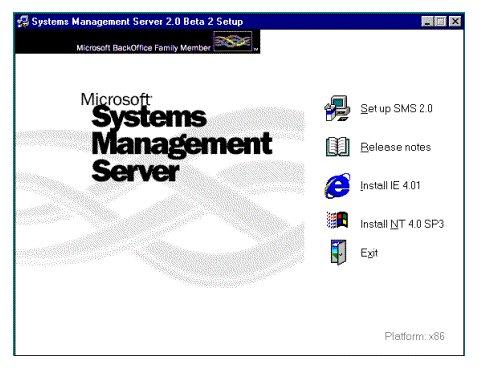 Systems Management Server 2.0 Beta 2 Setup
Microsoft BackOffice Family Member
Microsoft
Systems
Management
Server
Set up SMS 2.0
Release notes
Install IE 4.01
Install NT 4.0 SP3
Exit
Platform: x86